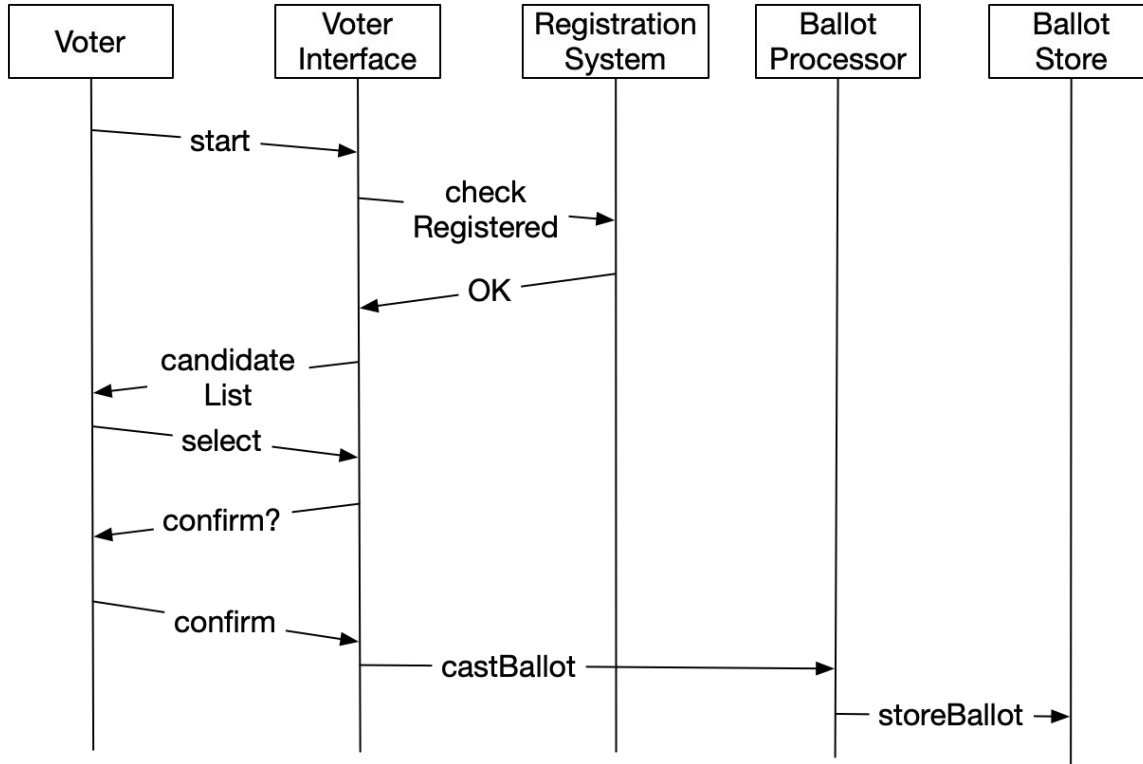 Voter
Voter
Interface
Registration
System
Ballot
Processor
Ballot
Store
start
check
Registered
OK
candidate
List
select
confirm?
confirm
castBallot
storeBallot